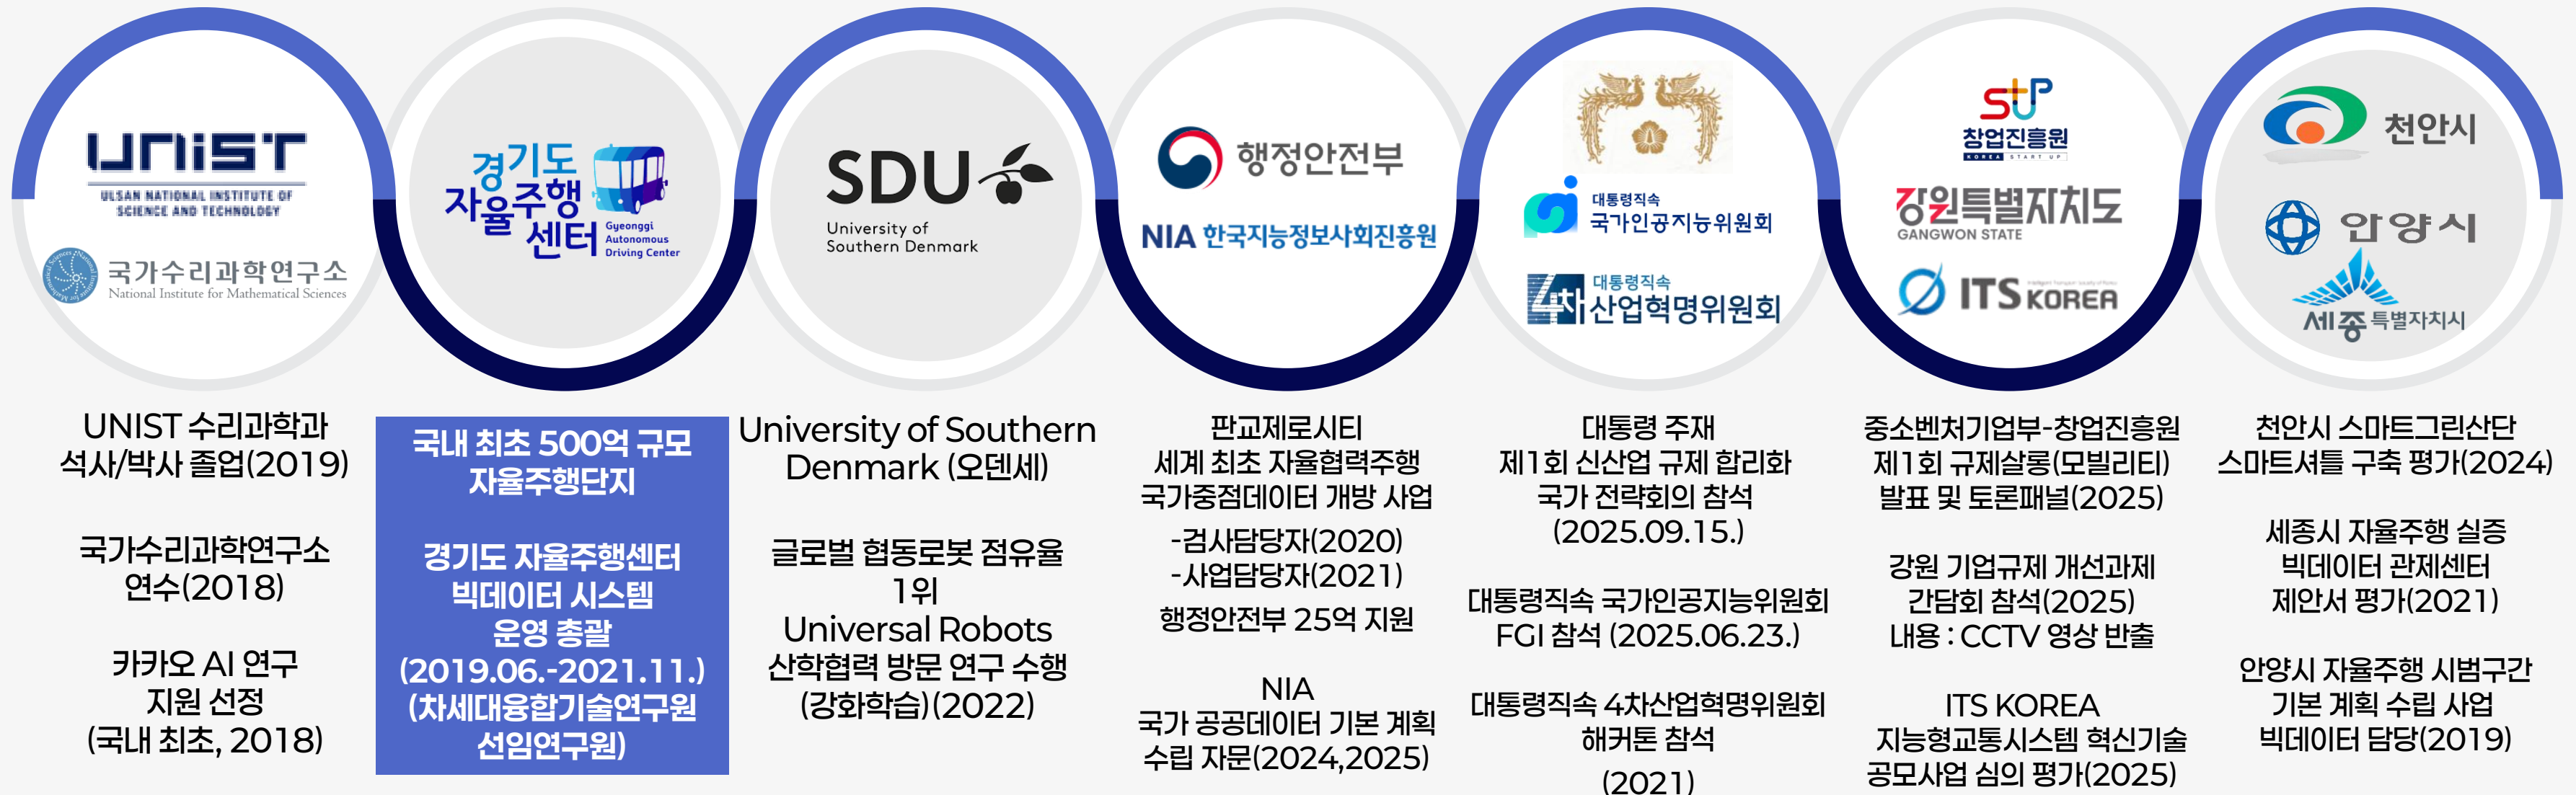 UNIST
ULSAN NATIONAL INSTITUTE OF
SCIENCE AND TECHNOLOGY
국가수리과학연구소
National Institute for Mathematical Sciences
UNIST 수리과학과
석사/박사 졸업(2019)
국가수리과학연구소
연수(2018)
카카오 AI 연구
지원 선정
(국내 최초, 2018)
경기도
자율주행
센터
Gyeonggi
Autonomous
Driving Center
국내 최초 500억 규모
자율주행단지
경기도 자율주행센터
빅데이터 시스템
운영 총괄
(2019.06.-2021.11.)
(차세대융합기술연구원
선임연구원)
SDU
University of
Southern Denmark
University of Southern
Denmark (오덴세)
글로벌 협동로봇 점유율
1위
Universal Robots
산학협력 방문 연구 수행
(강화학습)(2022)
행정안전부
NIA 한국지능정보사회진흥원
판교제로시티
세계 최초 자율협력주행
국가중점데이터 개방 사업
-검사담당자(2020)
-사업담당자(2021)
행정안전부 25억 지원
NIA
국가 공공데이터 기본 계획
수립 자문(2024,2025)
대통령직속
국가인공지능위원회
4차
대통령직속
산업혁명위원회
대통령 주재
제1회 신산업 규제 합리화
국가 전략회의 참석
(2025.09.15.)
대통령직속 국가인공지능위원회
FGI 참석 (2025.06.23.)
대통령직속 4차산업혁명위원회
해커톤 참석
(2021)
StP
창업진흥원
KOREA START UP
강원특별자치도
GANGWON STATE
ITS KOREA
중소벤처기업부-창업진흥원
제1회 규제살롱(모빌리티)
발표 및 토론패널(2025)
강원 기업규제 개선과제
간담회 참석(2025)
내용 : CCTV 영상 반출
ITS KOREA
지능형교통시스템 혁신기술
공모사업 심의 평가(2025)
천안시
안양시
세종특별자치시
천안시 스마트그린산단
스마트셔틀 구축 평가(2024)
세종시 자율주행 실증
빅데이터 관제센터
제안서 평가(2021)
안양시 자율주행 시범구간
기본 계획 수립 사업
빅데이터 담당(2019)